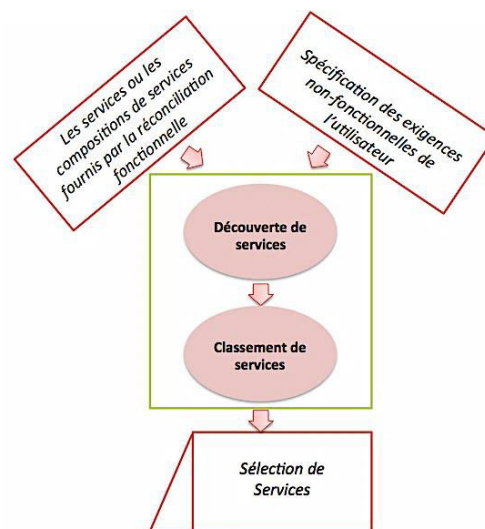 Les services ou les
compositions de services
fournis par la réconciliation
fonctionnelle
Spécification des exigences
non-fonctionnelles de
l'utilisateur
Découverte de
services
Classement de
services
Sélection de
Services